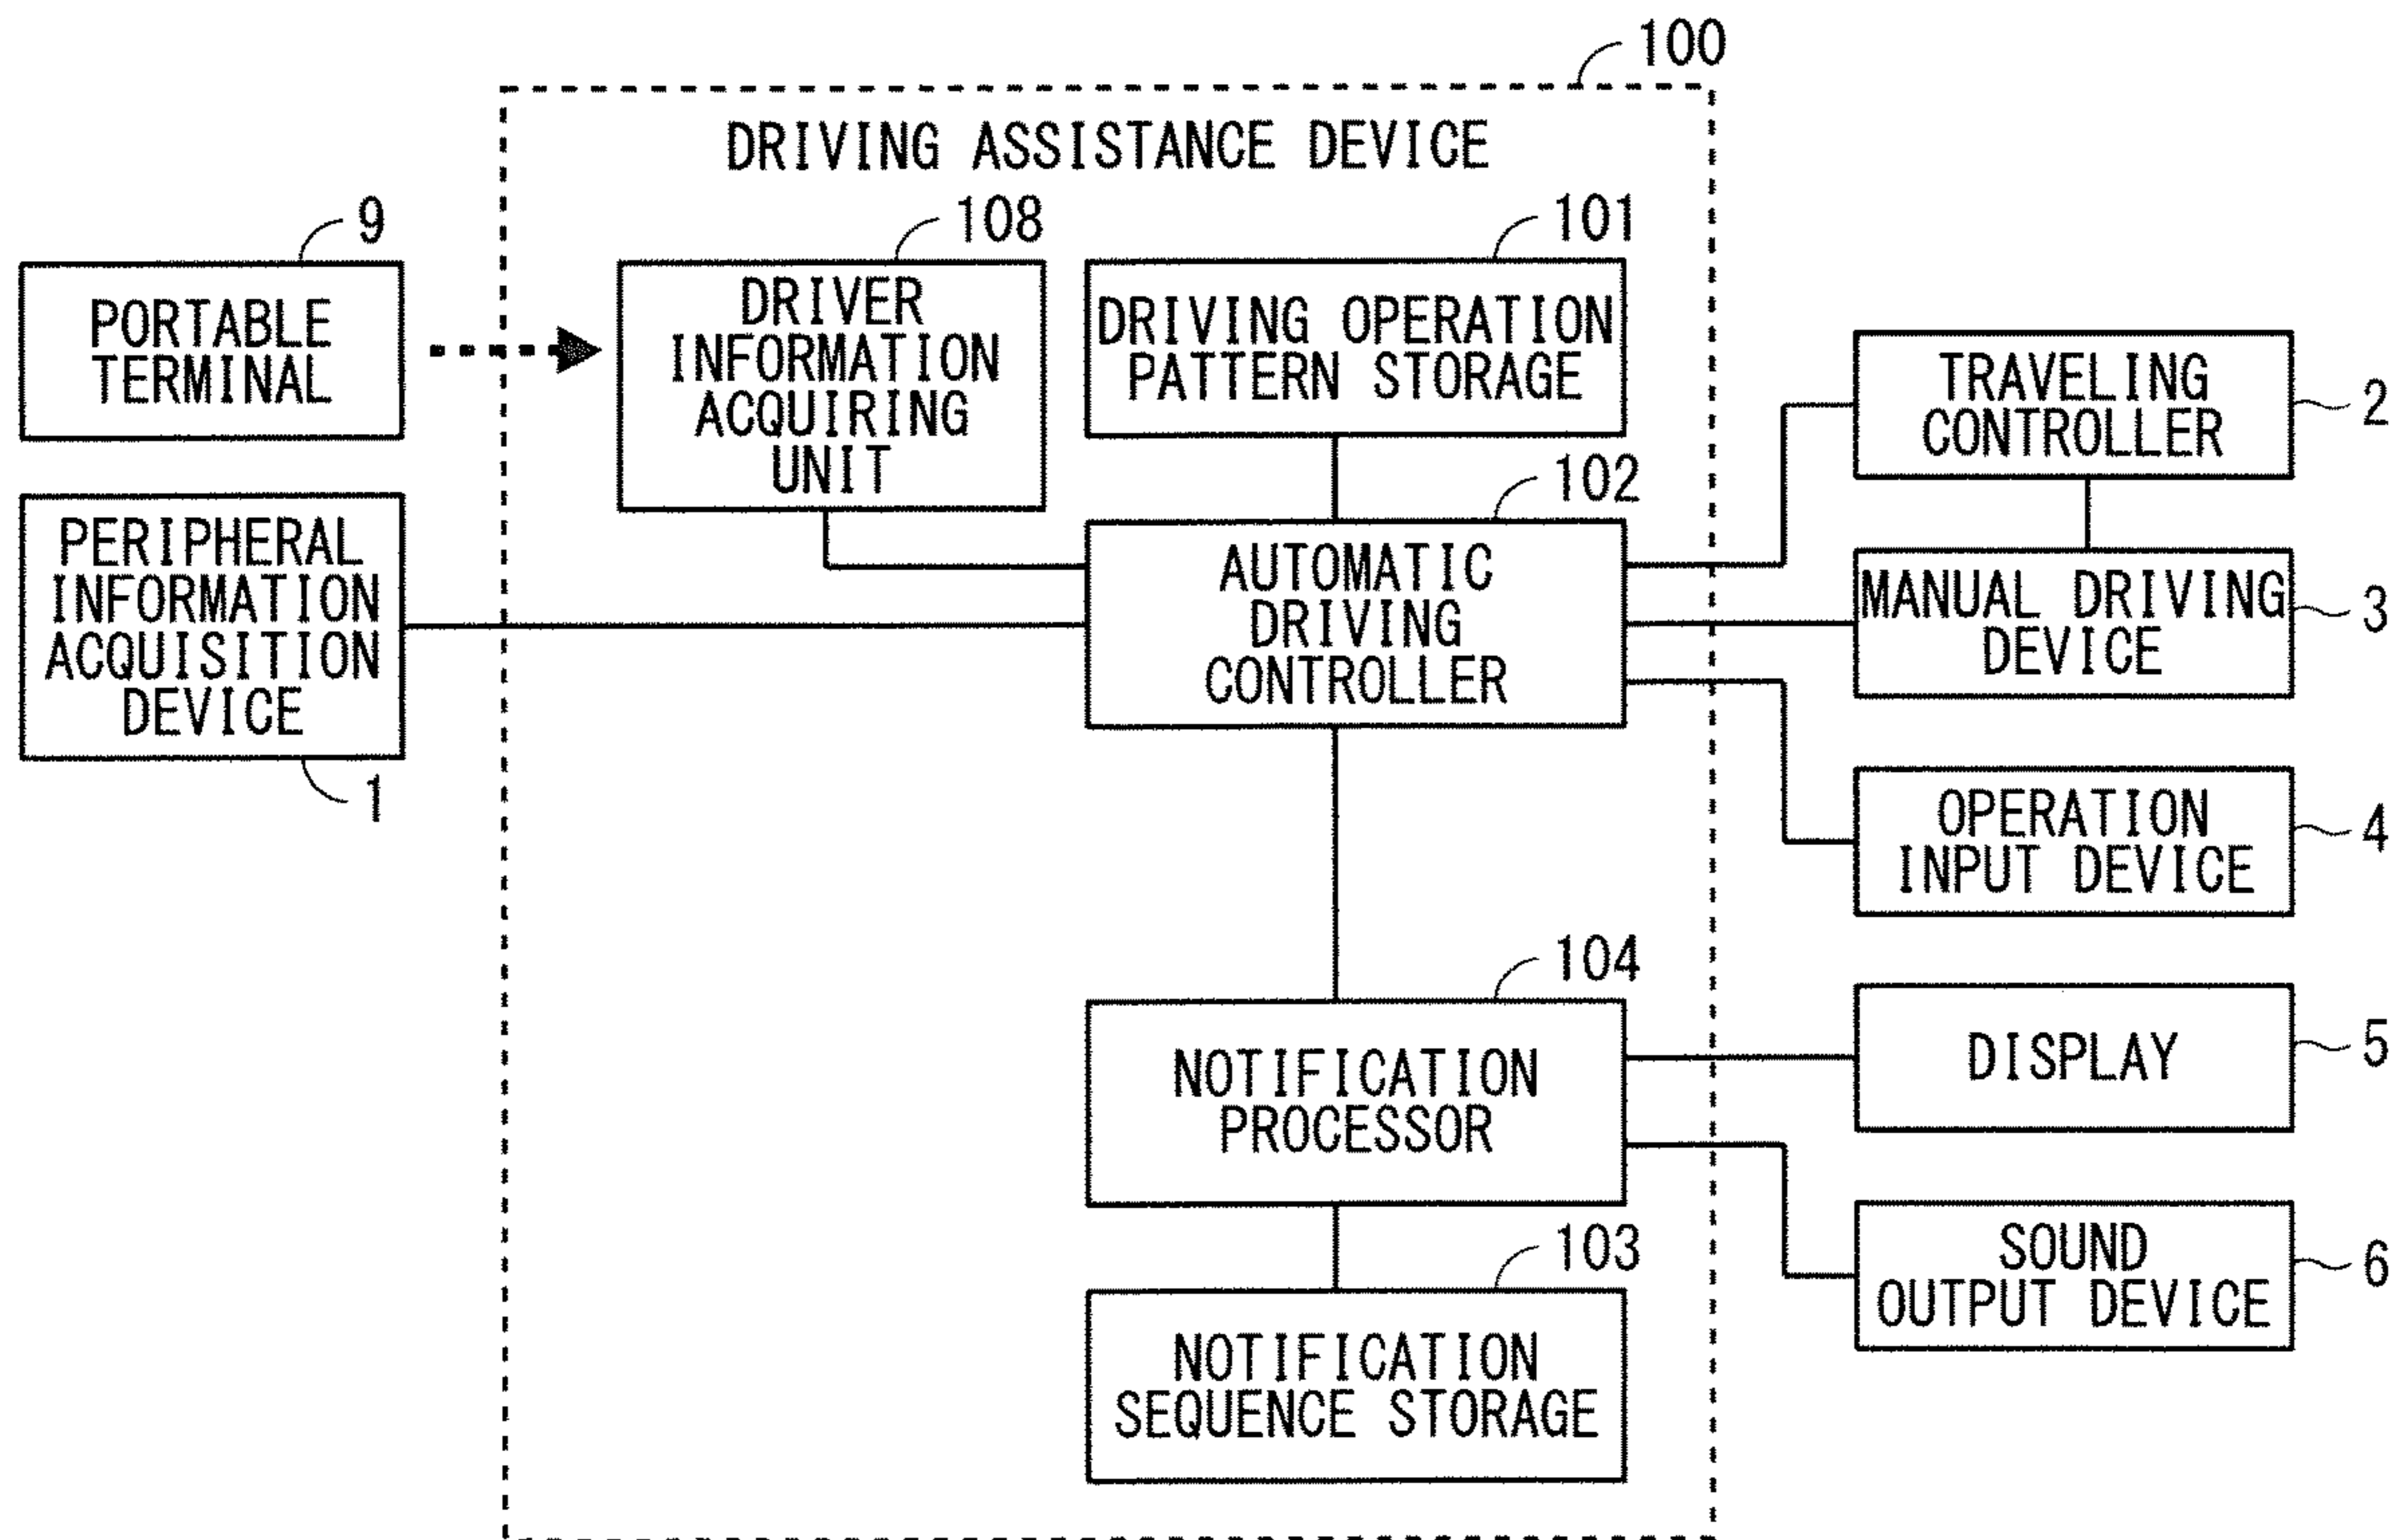 100
DRIVING ASSISTANCE DEVICE
9
PORTABLE
TERMINAL
108
DRIVER
INFORMATION
ACQUIRING
UNIT
101
DRIVING OPERATION
PATTERN STORAGE
TRAVELING
CONTROLLER
2
PERIPHERAL
INFORMATION
ACQUISITION
DEVICE
1
102
AUTOMATIC
DRIVING
CONTROLLER
MANUAL DRIVING
DEVICE
3
OPERATION
INPUT DEVICE
4
104
NOTIFICATION
PROCESSOR
DISPLAY
5
103
NOTIFICATION
SEQUENCE STORAGE
SOUND
OUTPUT DEVICE
6